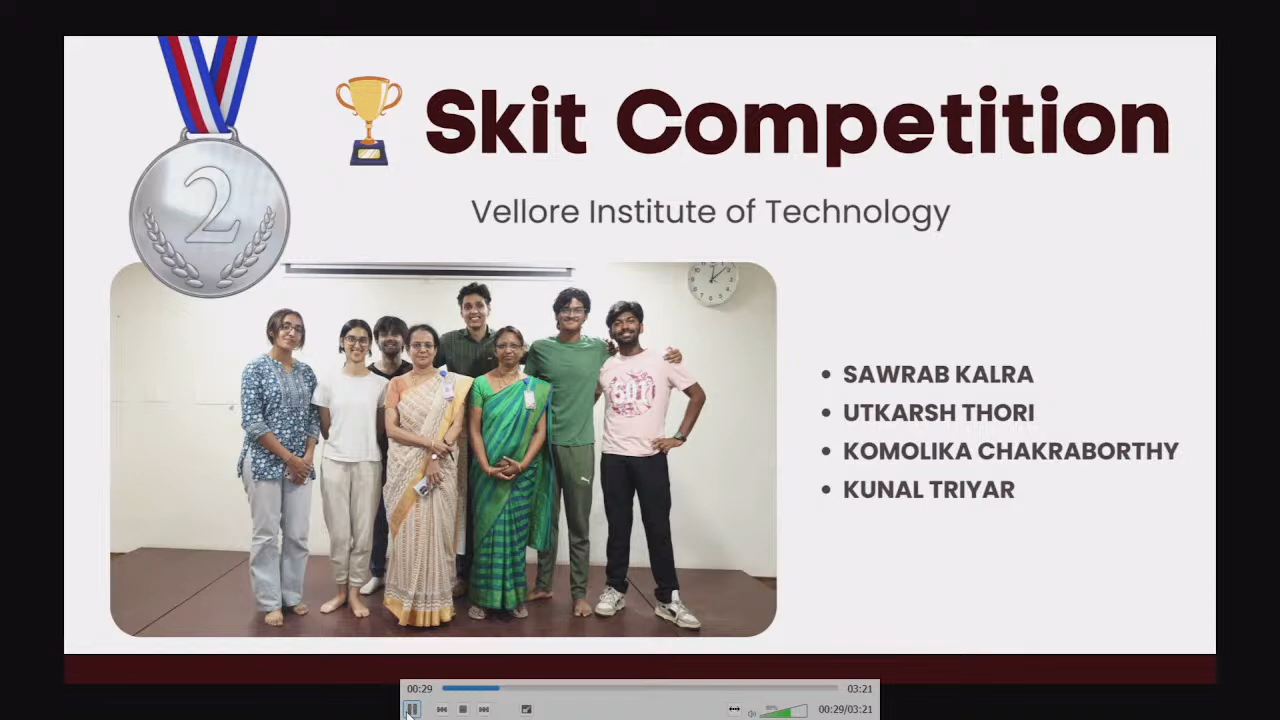 2
Skit Competition
Vellore Institute of Technology
SAWRAB KALRA
UTKARSH THORI
KOMOLIKA CHAKRABORTHY
KUNAL TRIYAR
00:29
03:21
00:29/03:21